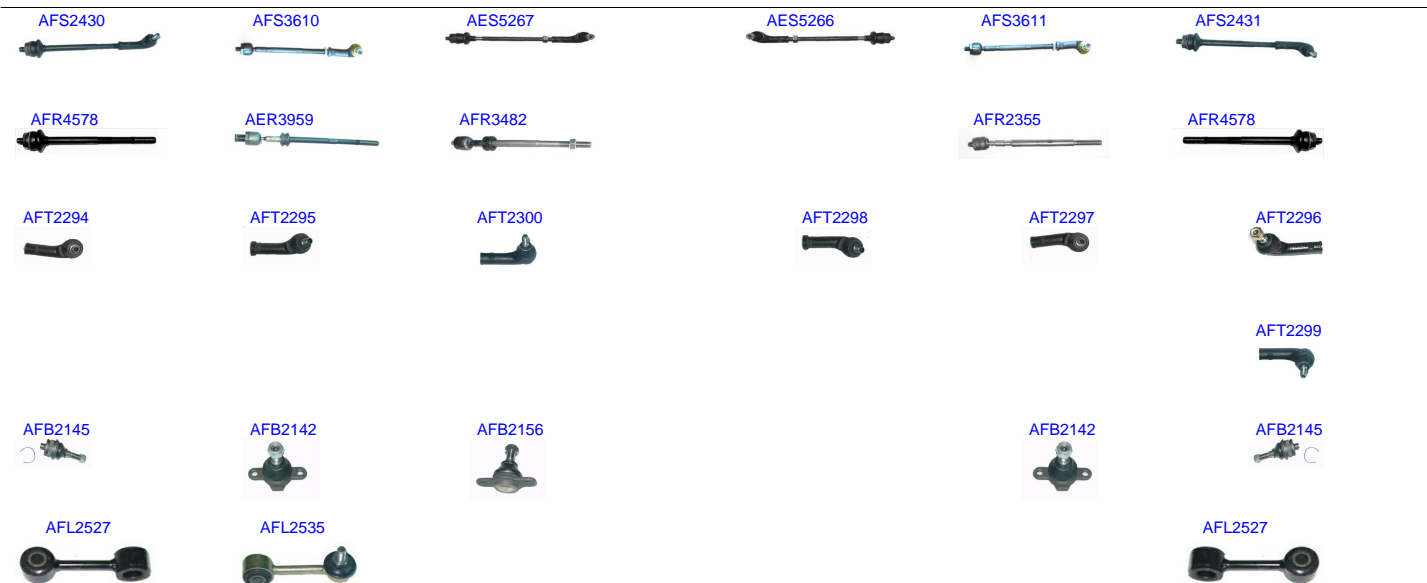 AFS2430 AFS3610 AES5267 AES5266 AFS3611 AFS2431
AFR4578 AER3959 AFR3482 AFR2355 AFR4578
AFT2294 AFT2295 AFT2300 AFT2298 AFT2297 AFT2296
AFT2299
AFB2145 AFB2142 AFB2156 AFB2142 AFB2145
AFL2527 AFL2535 AFL2527